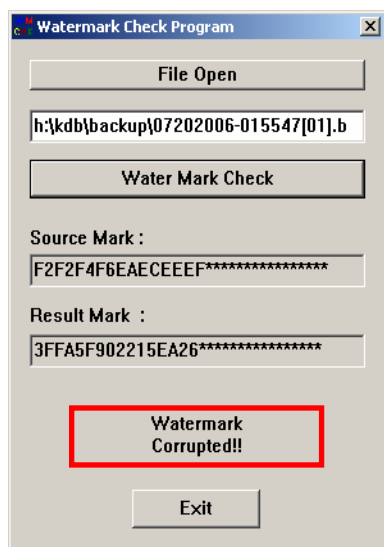 Watermark Check Program
File Open
h:\kdb\backup\07202006-015547[01].b
Water Mark Check
Source Mark :
F2F2F4F6EAECEEEF****************
Result Mark :
3FFA5F902215EA26****************
Watermark
Corrupted!!
Exit